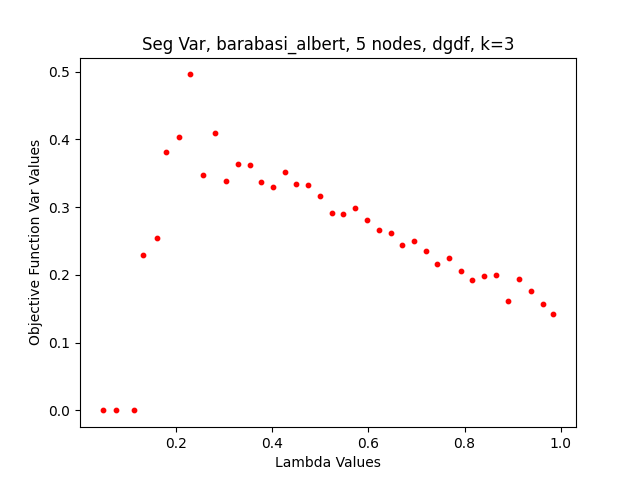 Seg Var, barabasi_albert, 5 nodes, dgdf, k=3
Objective Function Var Values
0.5
0.4
0.3
0.2
0.1
0.0
0.2 0.4 0.6 0.8 1.0
Lambda Values